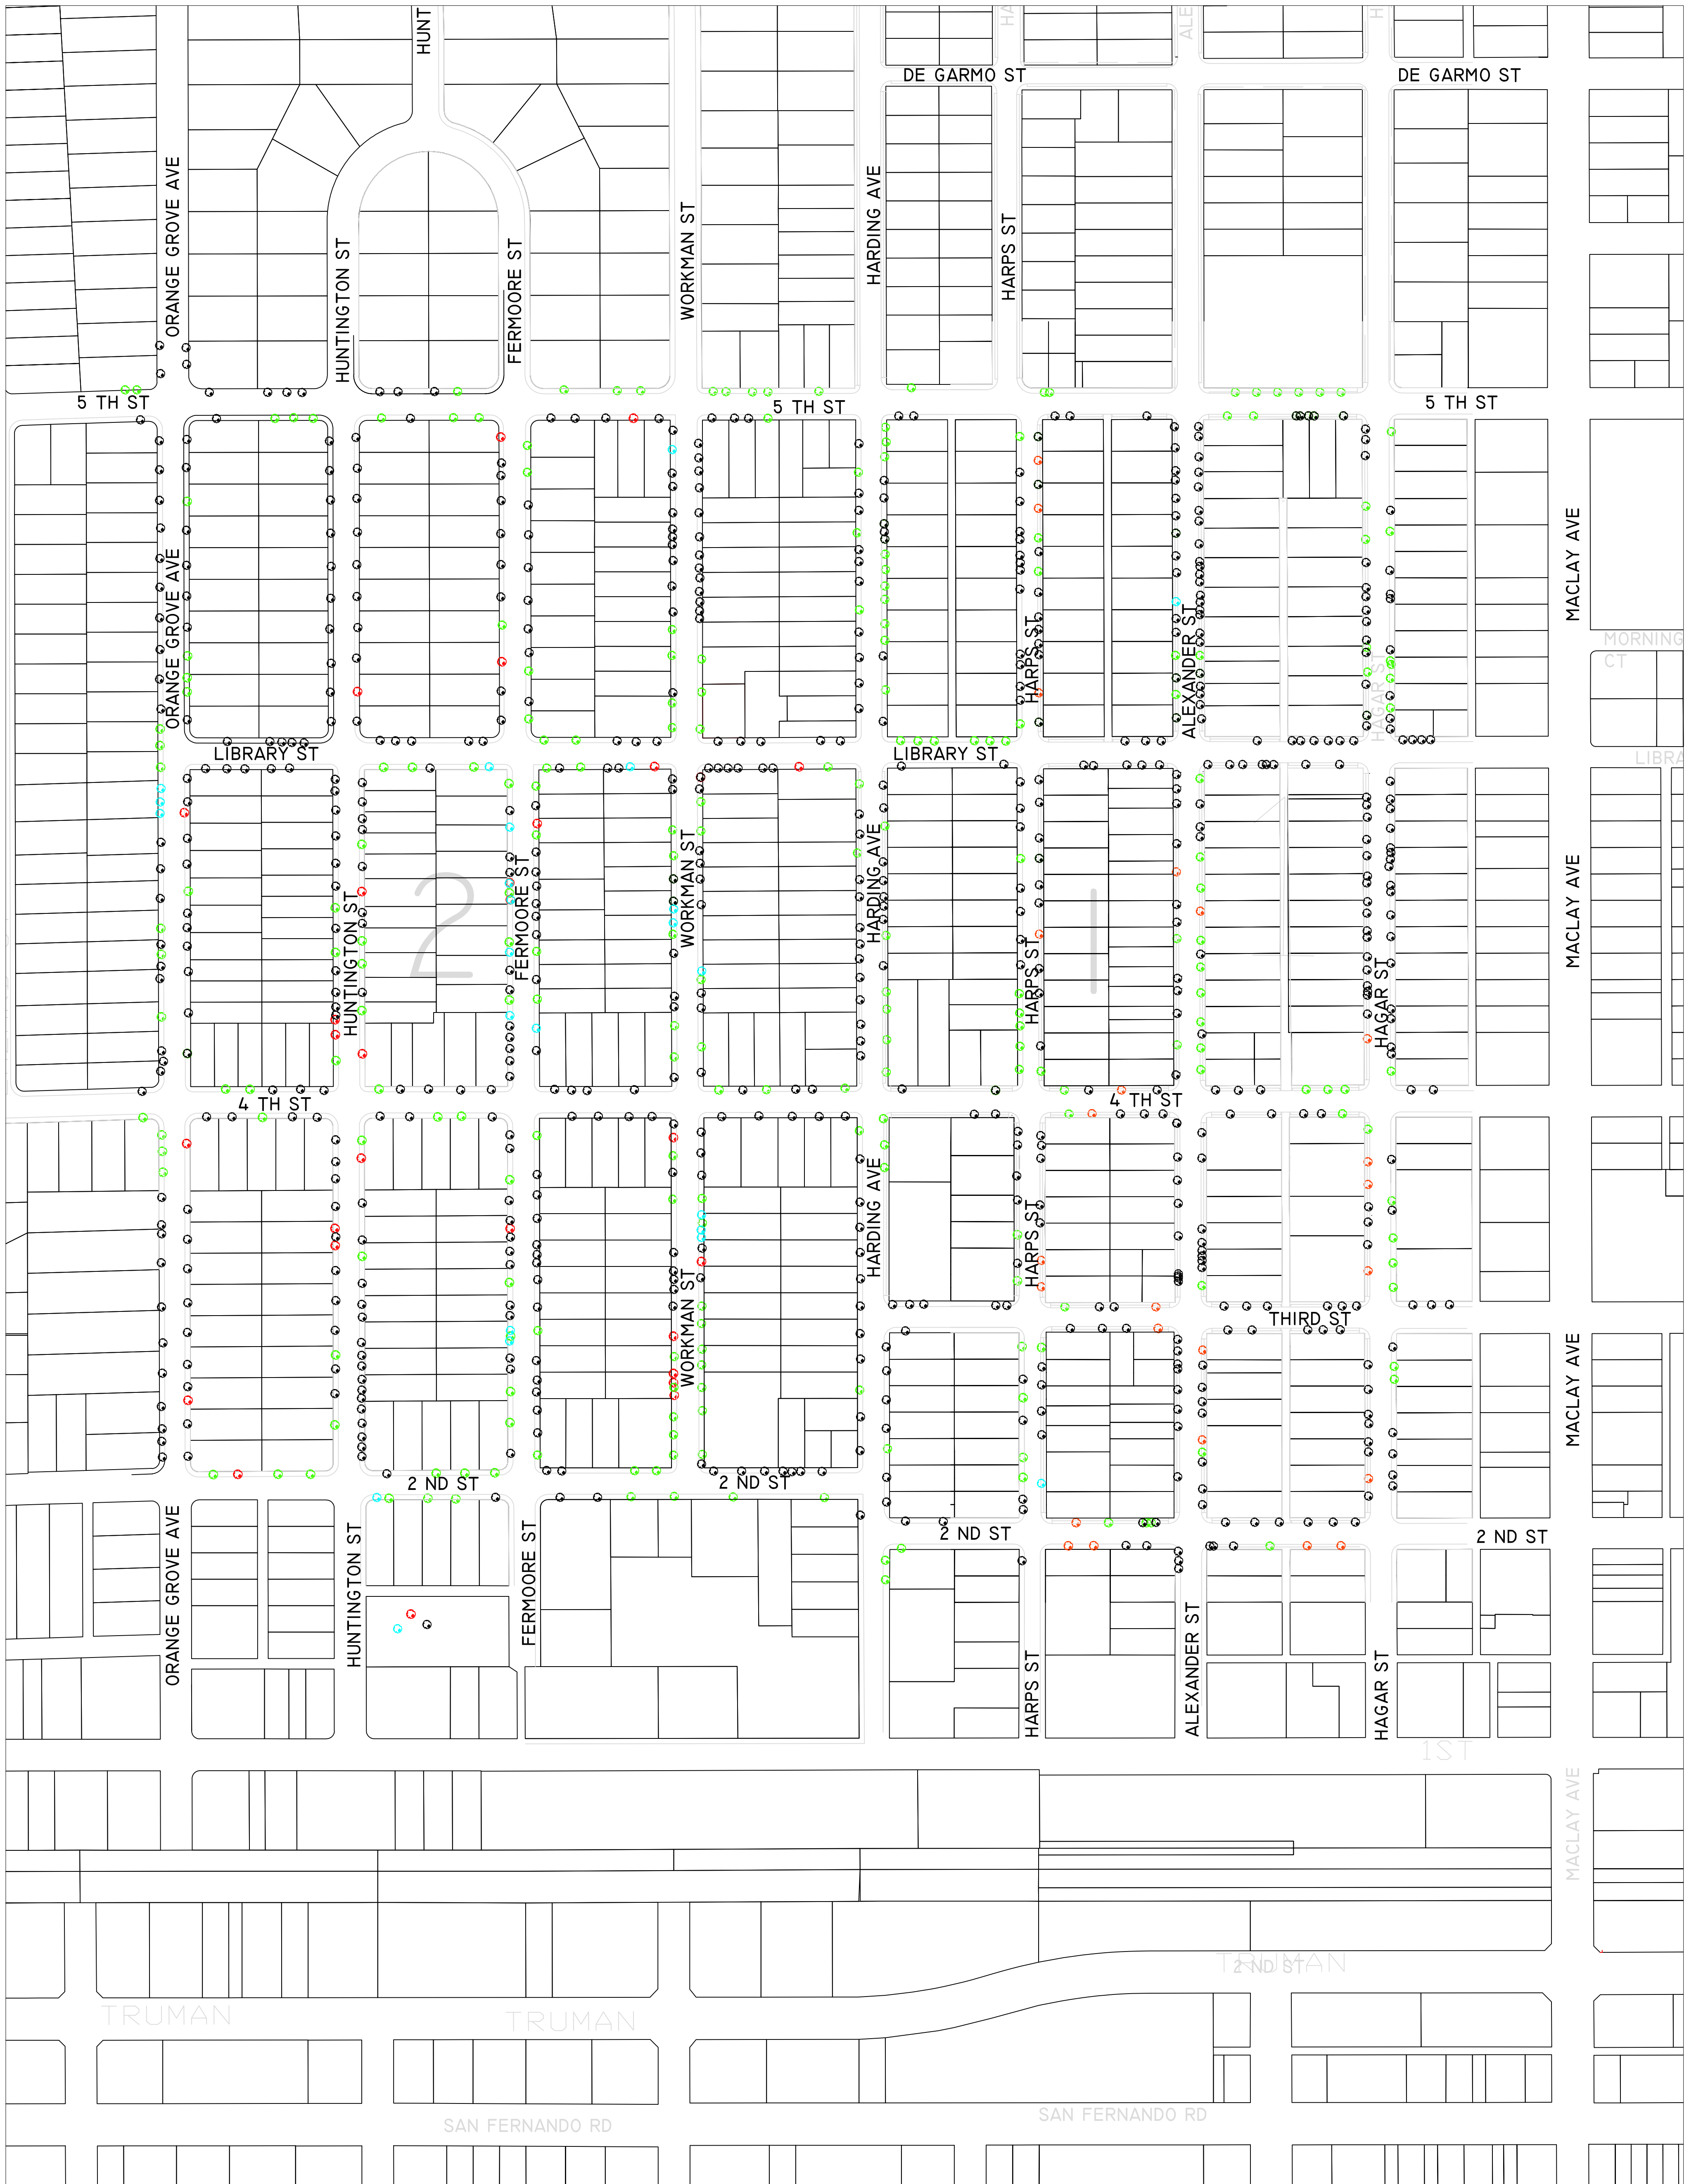 HUNT
DE GARMO ST
DE GARMO ST
ORANGE GROVE AVE
HUNTINGTON ST
FERMOORE ST
WORKMAN ST
HARDING AVE
HARPS ST
5 TH ST
5 TH ST
5 TH ST
ORANGE GROVE AVE
HARPS ST
ALEXANDER ST
HAGAR ST
MACLAY AVE
MORNING
CT
LIBRARY ST
LIBRARY ST
LIBRA
2
1
HUNTINGTON ST
FERMOORE ST
WORKMAN ST
HARDING AVE
HARPS ST
HAGAR ST
MACLAY AVE
4 TH ST
4 TH ST
WORKMAN ST
HARDING AVE
HARPS ST
THIRD ST
MACLAY AVE
2 ND ST
2 ND ST
2 ND ST
2 ND ST
ORANGE GROVE AVE
HUNTINGTON ST
FERMOORE ST
HARPS ST
ALEXANDER ST
HAGAR ST
1ST
MACLAY AVE
TRUMAN
2 ND ST
TRUMAN
TRUMAN
SAN FERNANDO RD
SAN FERNANDO RD